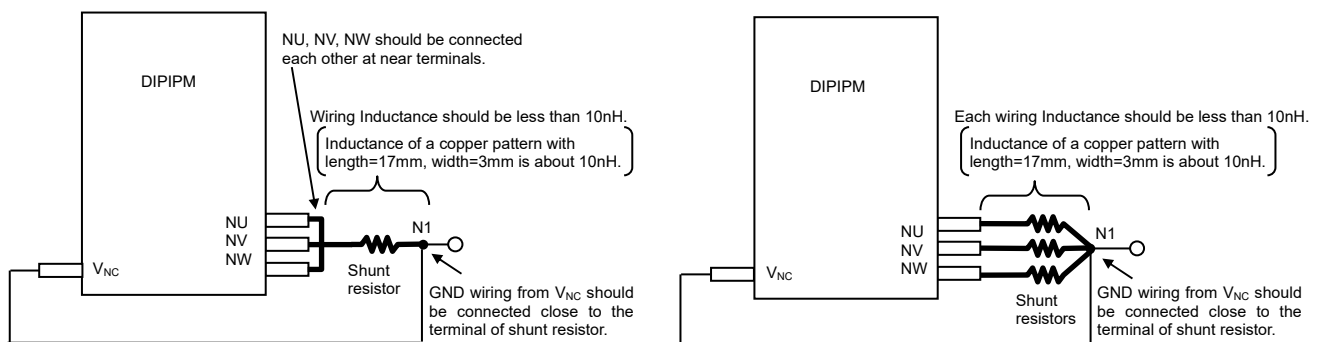 NU, NV, NW should be connected
each other at near terminals.
DIPIPM
Wiring Inductance should be less than 10nH.
Inductance of a copper pattern with
length=17mm, width=3mm is about 10nH.
NU
NV
NW
N1
VNC
Shunt
resistor
GND wiring from VNC should
be connected close to the
terminal of shunt resistor.
DIPIPM
Each wiring Inductance should be less than 10nH.
Inductance of a copper pattern with
length=17mm, width=3mm is about 10nH.
NU
NV
NW
N1
VNC
Shunt
resistors
GND wiring from VNC should
be connected close to the
terminal of shunt resistor.